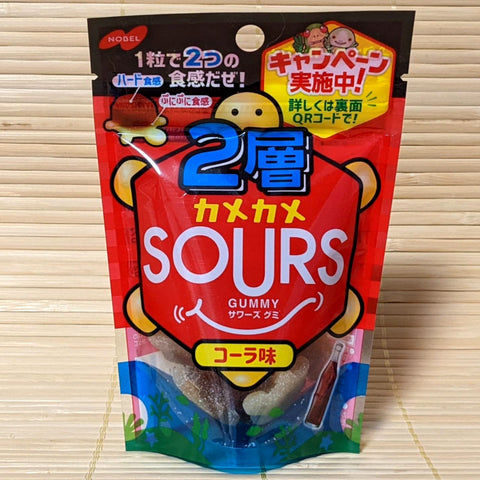 NOBEL
1粒で2つの
食感だぜ!
ハード食感
ぷにぷに食感
キャンペーン
実施中!
詳しくは裏面
QRコードで!
2層
カメカメ
SOURS
GUMMY
サワーズ グミ
コーラ味